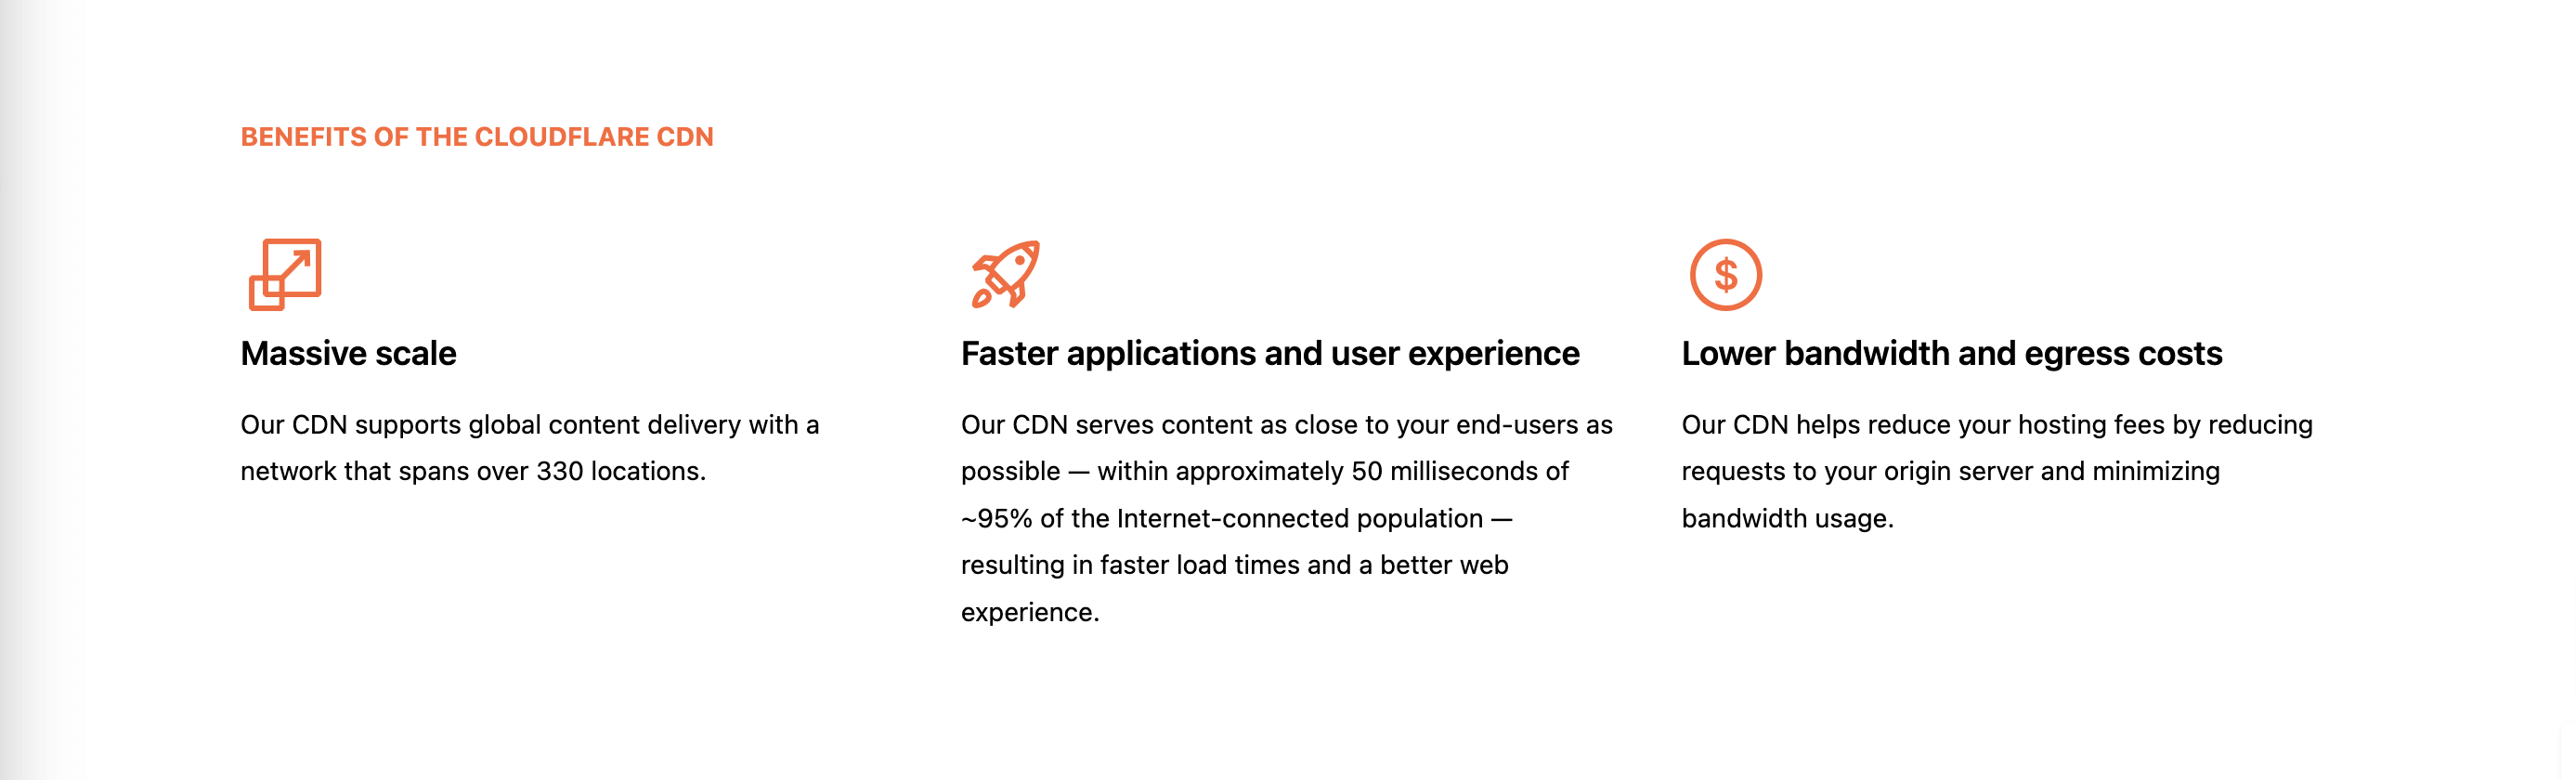 BENEFITS OF THE CLOUDFLARE CDN
$
Massive scale
Our CDN supports global content delivery with a
network that spans over 330 locations.
Faster applications and user experience
Our CDN serves content as close to your end-users as
possible — within approximately 50 milliseconds of
~95% of the Internet-connected population —
resulting in faster load times and a better web
experience.
Lower bandwidth and egress costs
Our CDN helps reduce your hosting fees by reducing
requests to your origin server and minimizing
bandwidth usage.